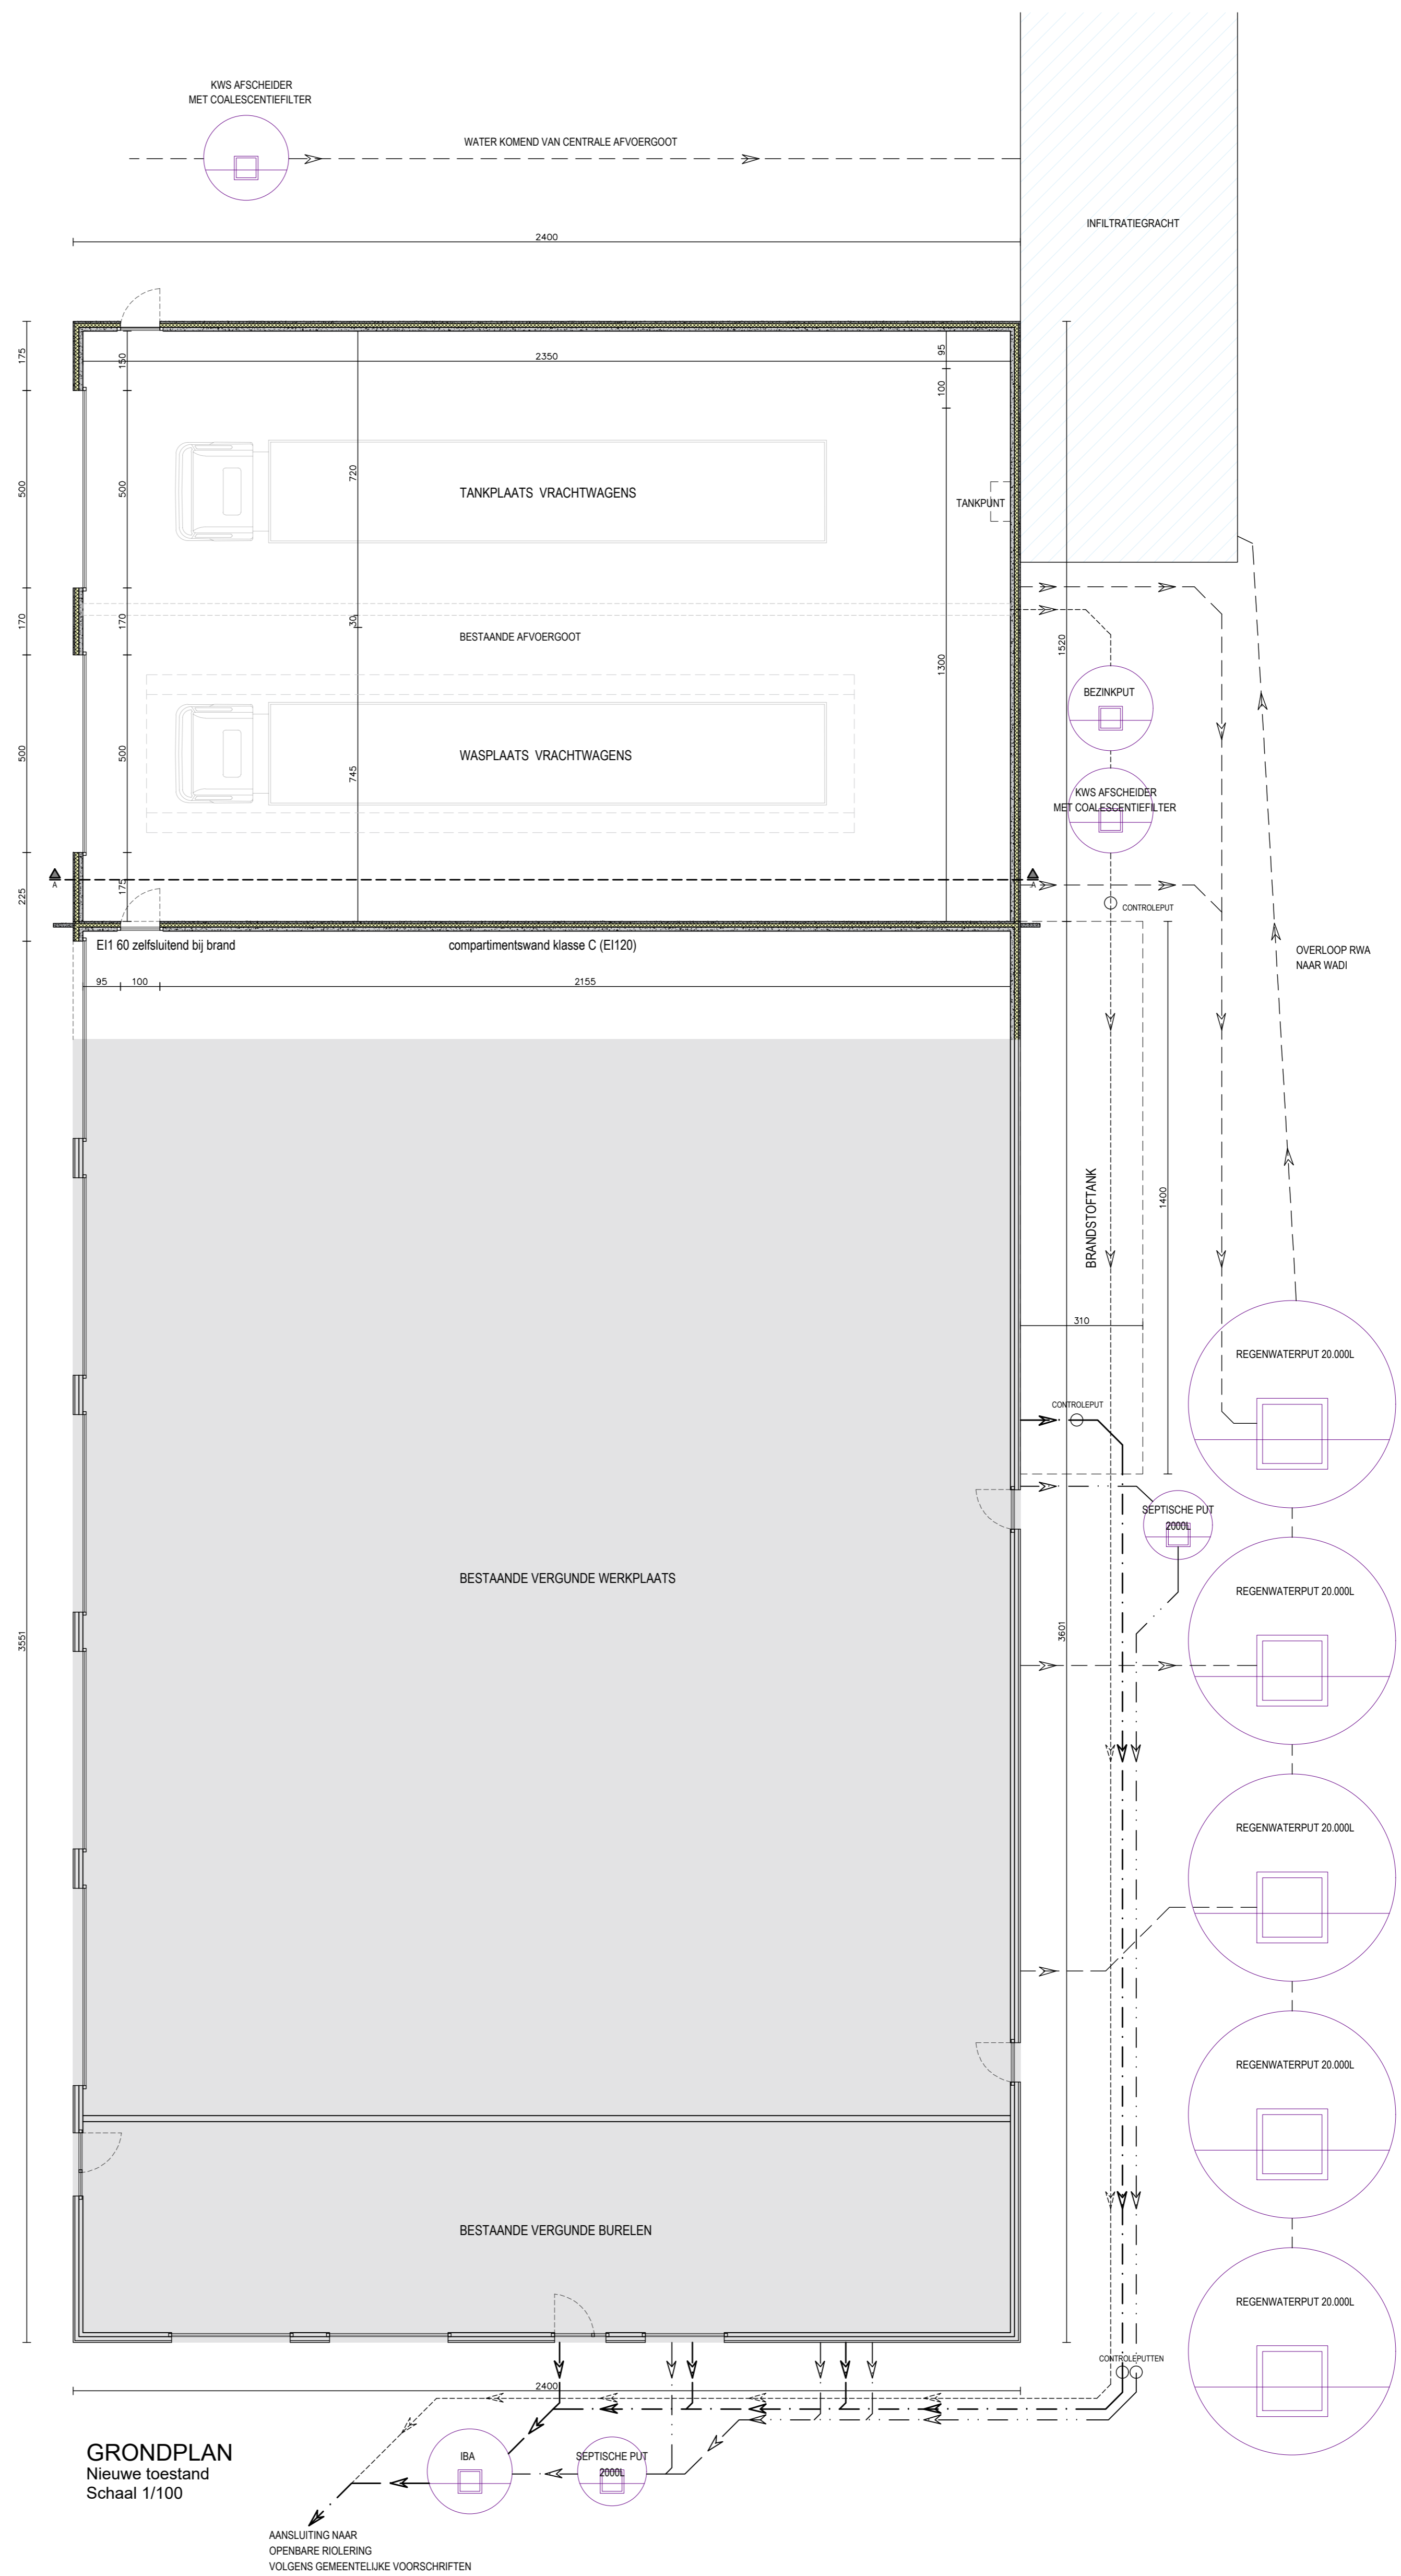 KWS AFSCHEIDER
MET COALESCENTIEFILTER
WATER KOMEND VAN CENTRALE AFVOERGOOT
INFILTRATIEGRACHT
2400
175
150
2350
95
100
500
500
720
TANKPLAATS VRACHTWAGENS
TANKPUNT
170
170
30
BESTAANDE AFVOERGOOT
1300
1520
BEZINKPUT
500
500
745
WASPLAATS VRACHTWAGENS
KWS AFSCHEIDER
MET COALESCENTIEFILTER
225
175
A
A
CONTROLEPUT
EI1 60 zelfsluitend bij brand
compartimentswand klasse C (EI120)
OVERLOOP RWA
NAAR WADI
95
100
2155
BRANDSTOFTANK
1400
310
REGENWATERPUT 20.000L
CONTROLEPUT
SEPTISCHE PUT
2000L
BESTAANDE VERGUNDE WERKPLAATS
REGENWATERPUT 20.000L
3551
3601
REGENWATERPUT 20.000L
REGENWATERPUT 20.000L
BESTAANDE VERGUNDE BURELEN
REGENWATERPUT 20.000L
CONTROLEPUTTEN
2400
GRONDPLAN
Nieuwe toestand
Schaal 1/100
IBA
SEPTISCHE PUT
2000L
AANSLUITING NAAR
OPENBARE RIOLERING
VOLGENS GEMEENTELIJKE VOORSCHRIFTEN